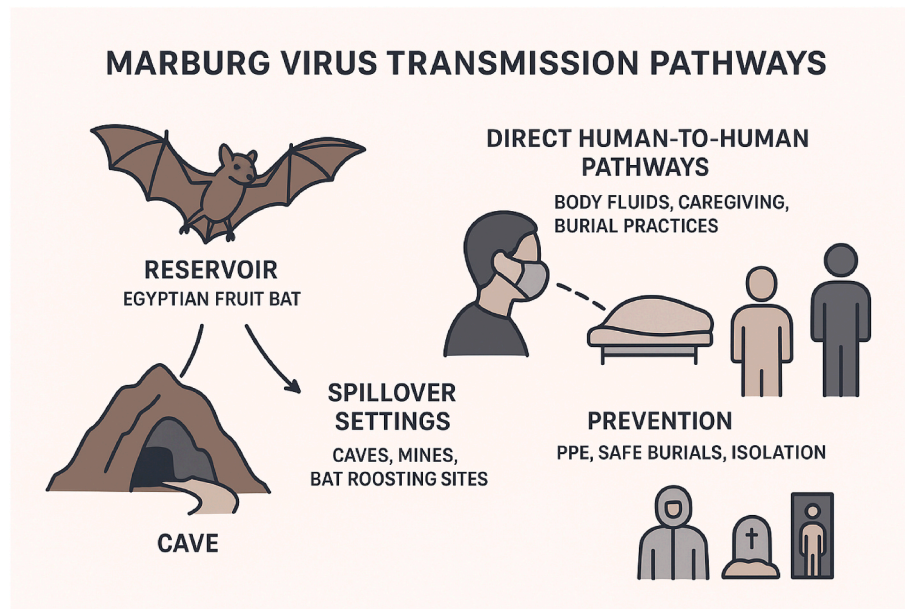 MARBURG VIRUS TRANSMISSION PATHWAYS
RESERVOIR
EGYPTIAN FRUIT BAT
CAVE
SPILLOVER
SETTINGS
CAVES, MINES,
BAT ROOSTING SITES
DIRECT HUMAN-TO-HUMAN
PATHWAYS
BODY FLUIDS, CAREGIVING,
BURIAL PRACTICES
PREVENTION
PPE, SAFE BURIALS, ISOLATION